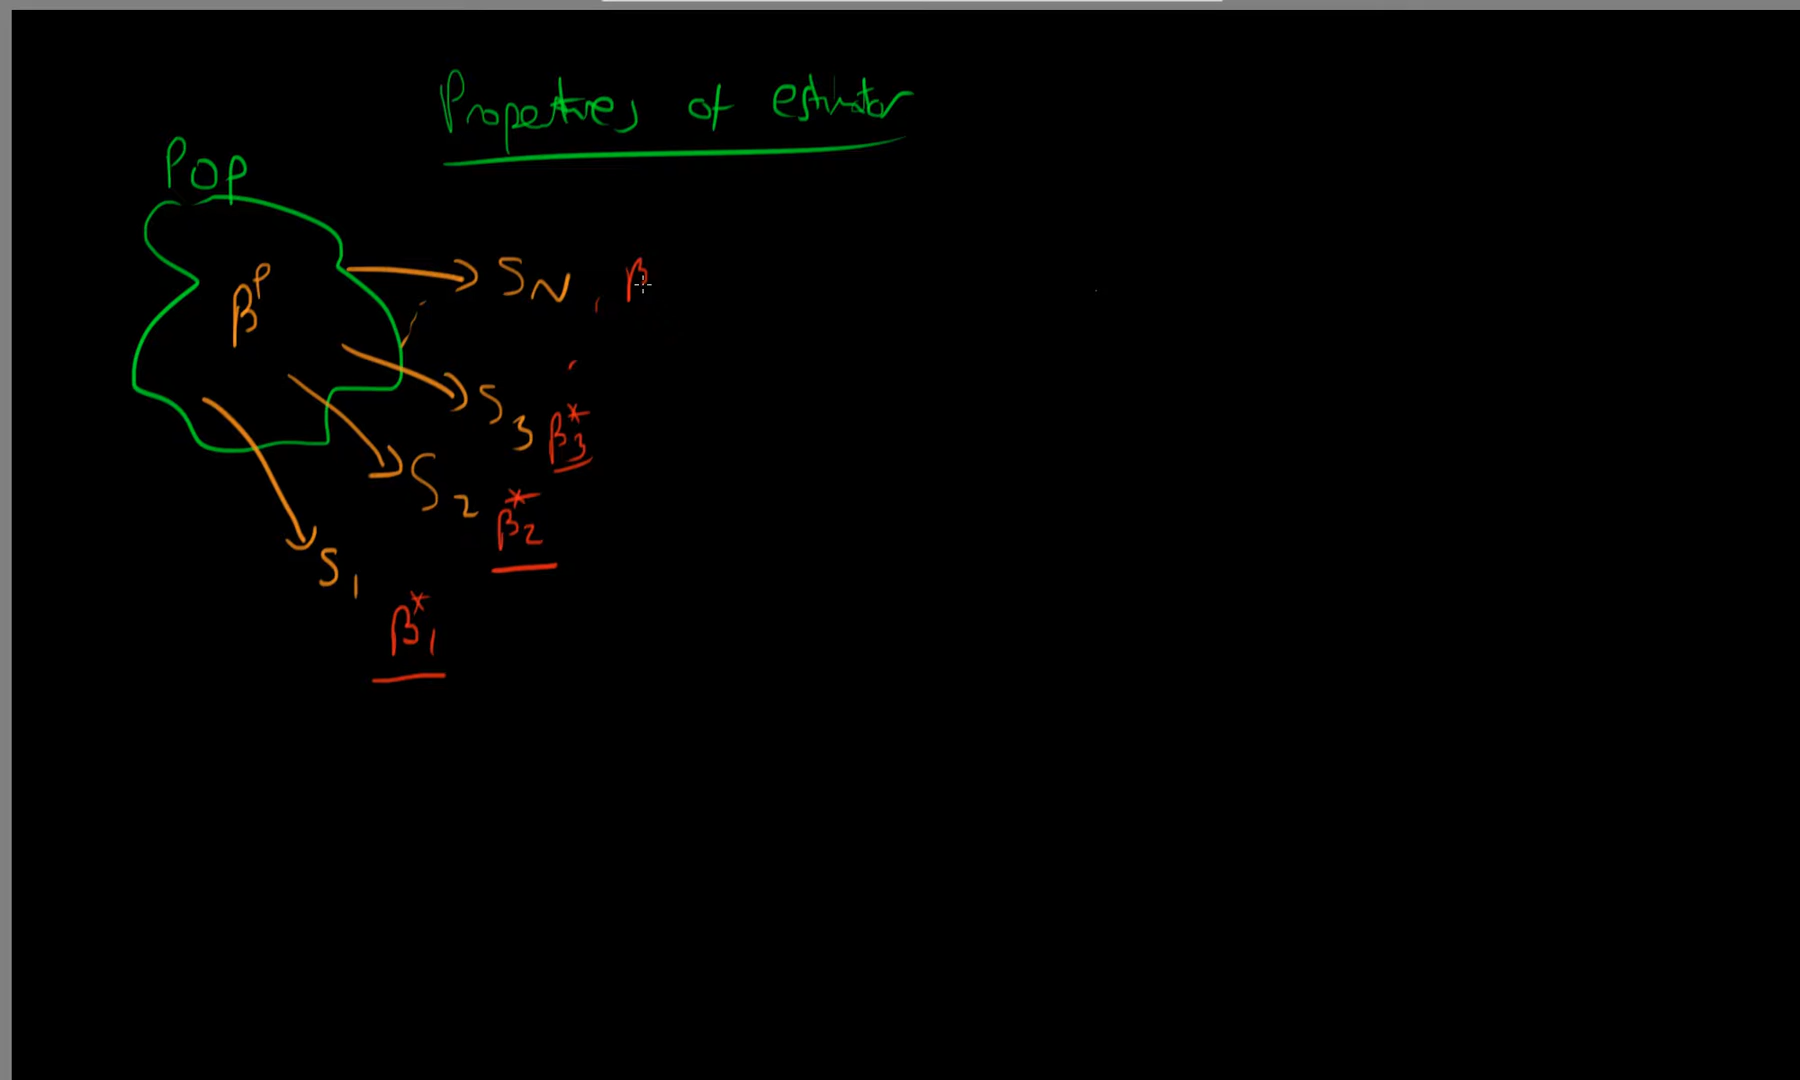 Properties of estimator
Pop
β^P
S_N , β
S_3 β*_3
S_2 β*_2
S_1 β*_1